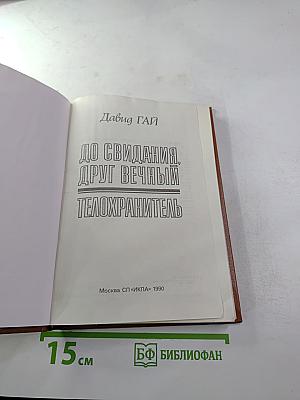 Давид ГАЙ
ДО СВИДАНИЯ,
ДРУГ ВЕЧНЫЙ
ТЕЛОХРАНИТЕЛЬ
Москва СП «ИКПА» 1990
15 см
БФ БИБЛИОФАН